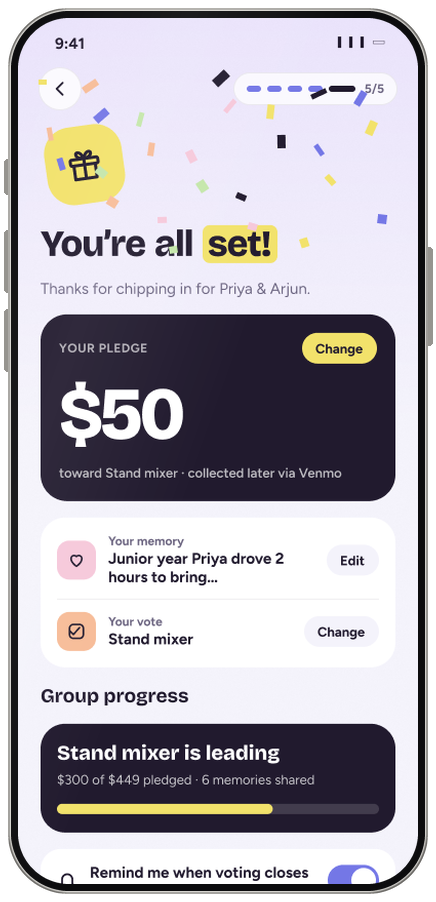 9:41
5/5
You're all set!
Thanks for chipping in for Priya & Arjun.
YOUR PLEDGE
Change
$50
toward Stand mixer · collected later via Venmo
Your memory
Junior year Priya drove 2
hours to bring...
Edit
Your vote
Stand mixer
Change
Group progress
Stand mixer is leading
$300 of $449 pledged · 6 memories shared
Remind me when voting closes